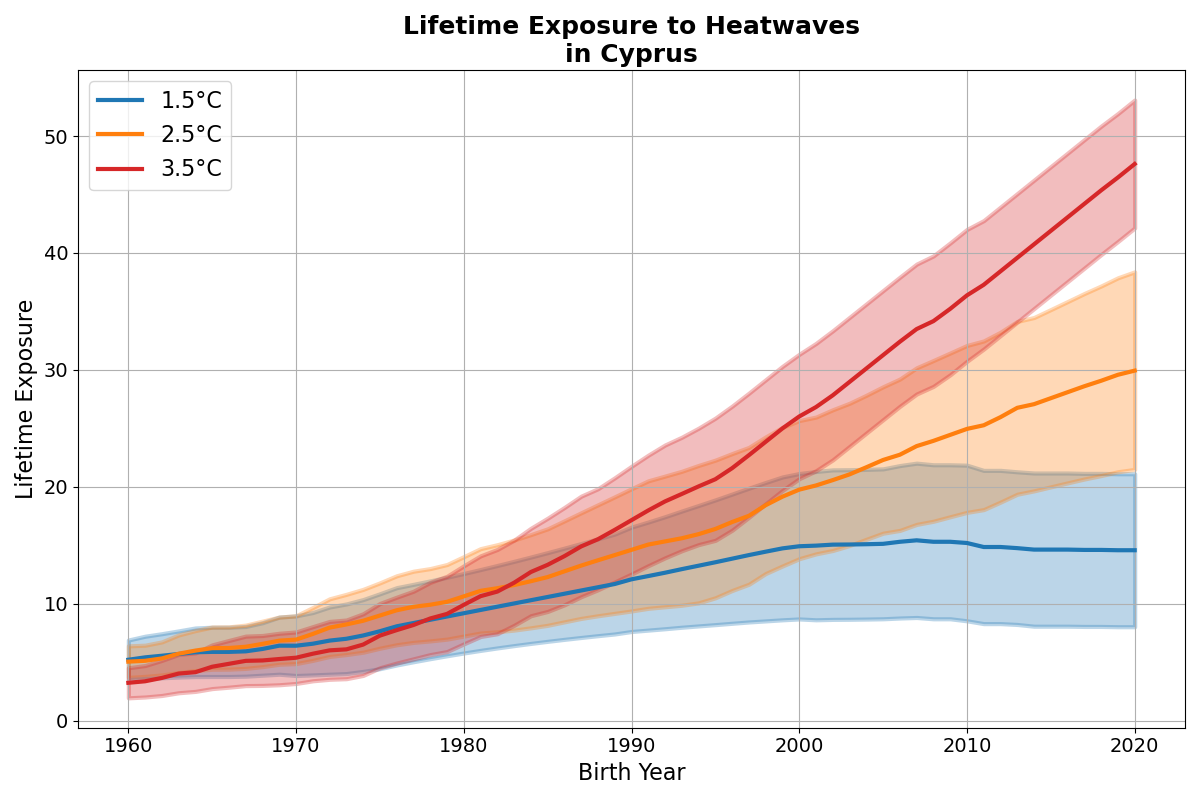 Lifetime Exposure to Heatwaves
in Cyprus
1.5°C
2.5°C
3.5°C
Lifetime Exposure
50
40
30
20
10
0
1960 1970 1980 1990 2000 2010 2020
Birth Year